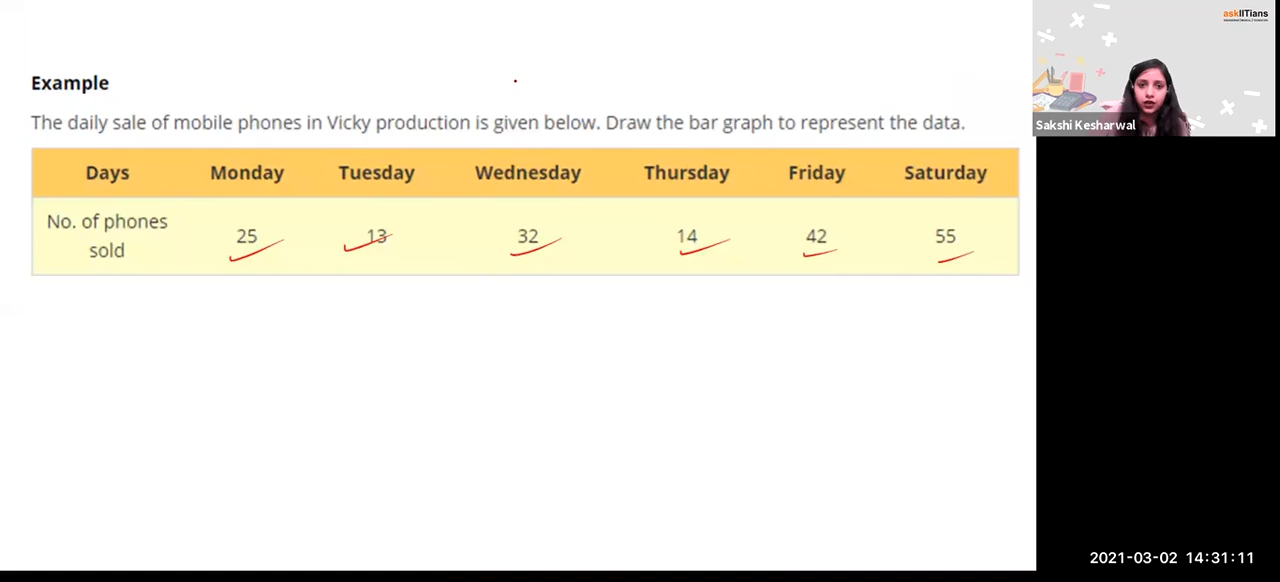 Example
The daily sale of mobile phones in Vicky production is given below. Draw the bar graph to represent the data.
Days Monday Tuesday Wednesday Thursday Friday Saturday
No. of phones sold 25 13 32 14 42 55
askIITians
Sakshi Kesharwal
2021-03-02 14:31:11